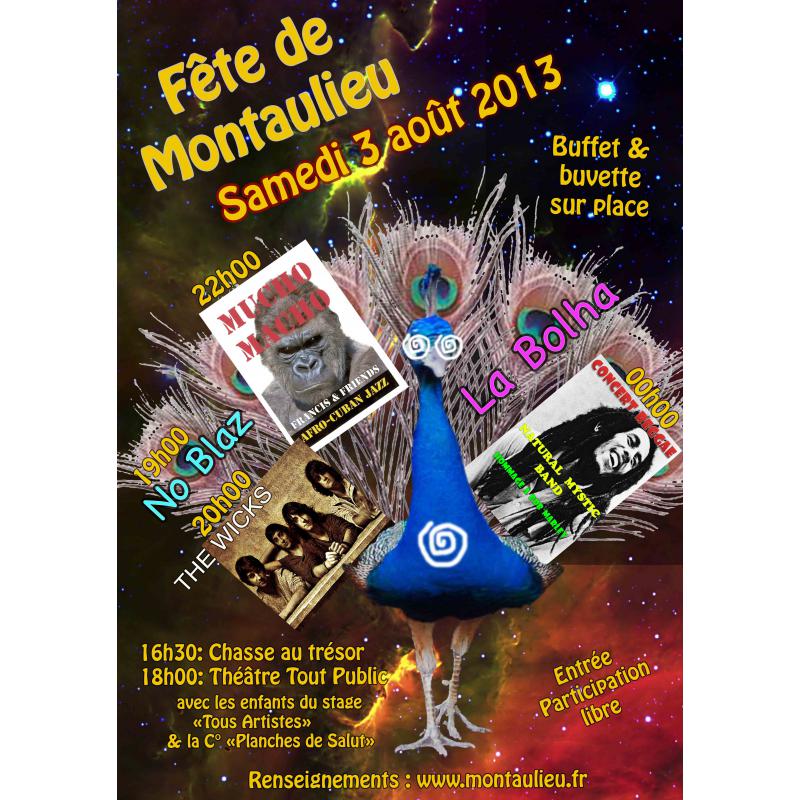 Fête de
Montaulieu
Samedi 3 août 2013
Buffet &
buvette
sur place
22h00
MUCHO
MACHO
FRANCIS & FRIENDS
AFRO-CUBAN JAZZ
La Bolha
00h00
CONCERT REGGAE
NATURAL MYSTIC
BAND
HOMMAGE A BOB MARLEY
19h00
No Blaz
20h00
THE WICKS
16h30: Chasse au trésor
18h00: Théâtre Tout Public
avec les enfants du stage
«Tous Artistes»
& la C° «Planches de Salut»
Entrée
Participation
libre
Renseignements : www.montaulieu.fr